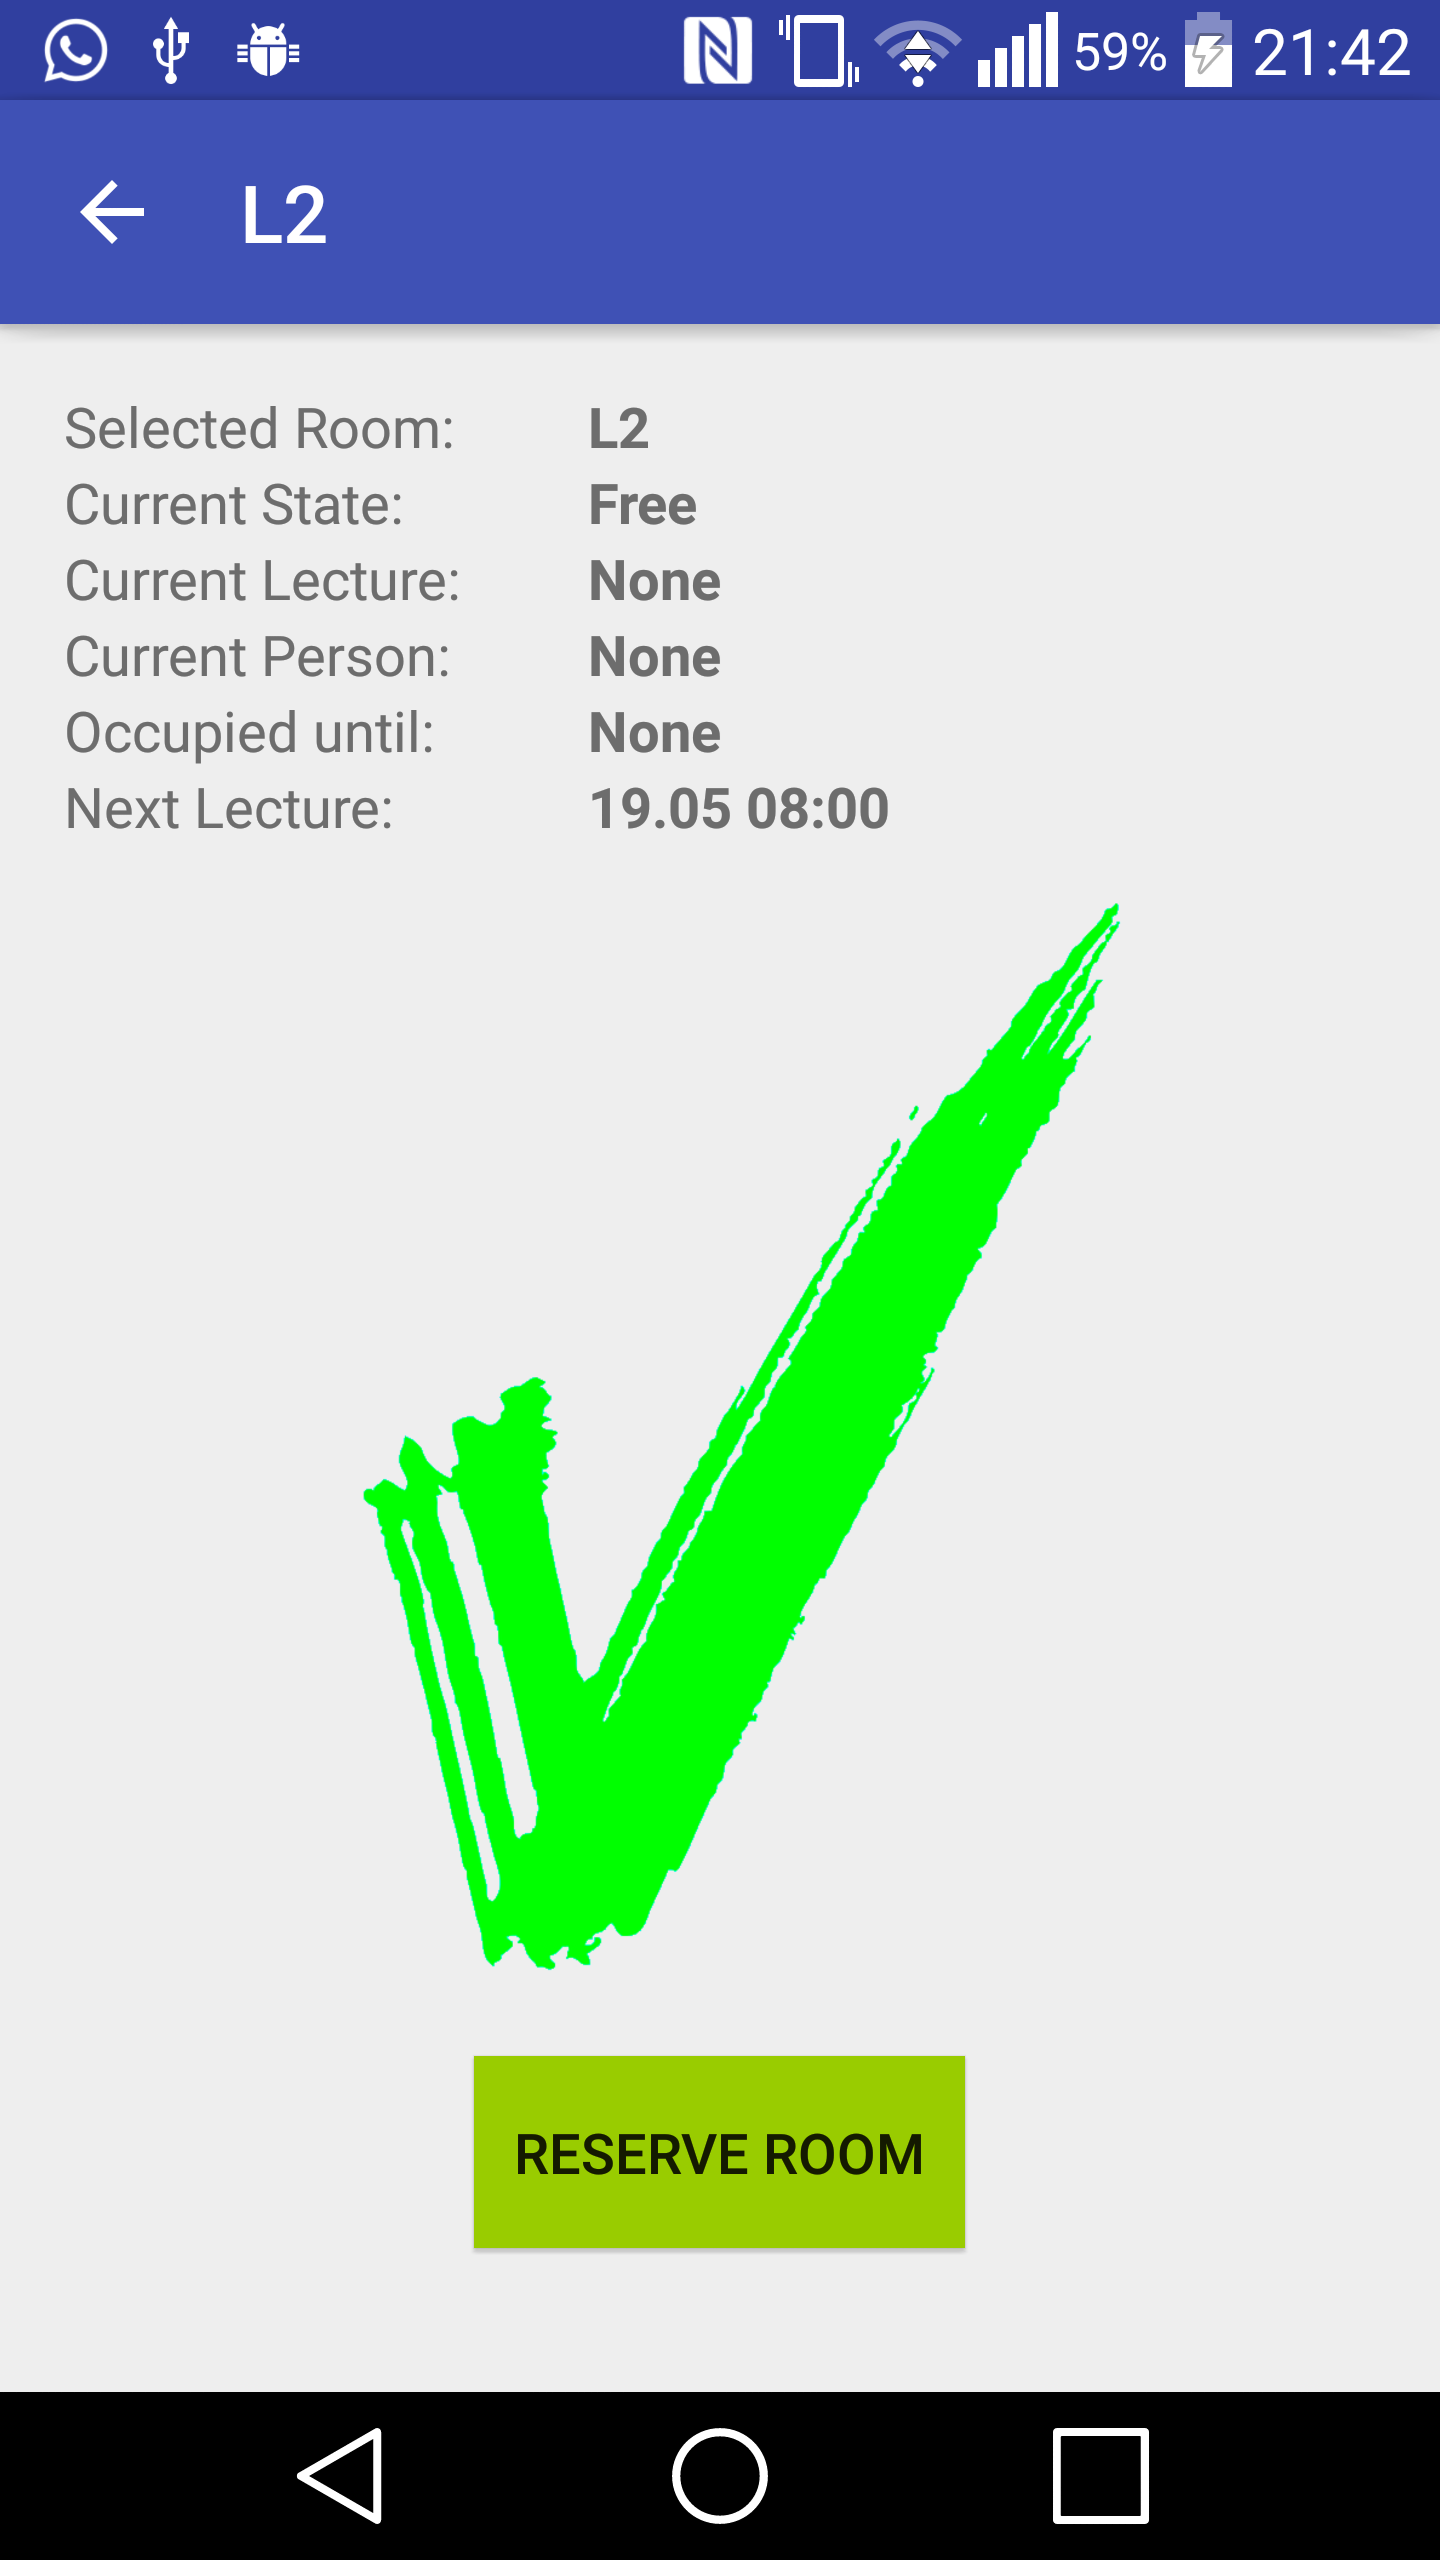 59% 21:42
L2
Selected Room: L2
Current State: Free
Current Lecture: None
Current Person: None
Occupied until: None
Next Lecture: 19.05 08:00
RESERVE ROOM